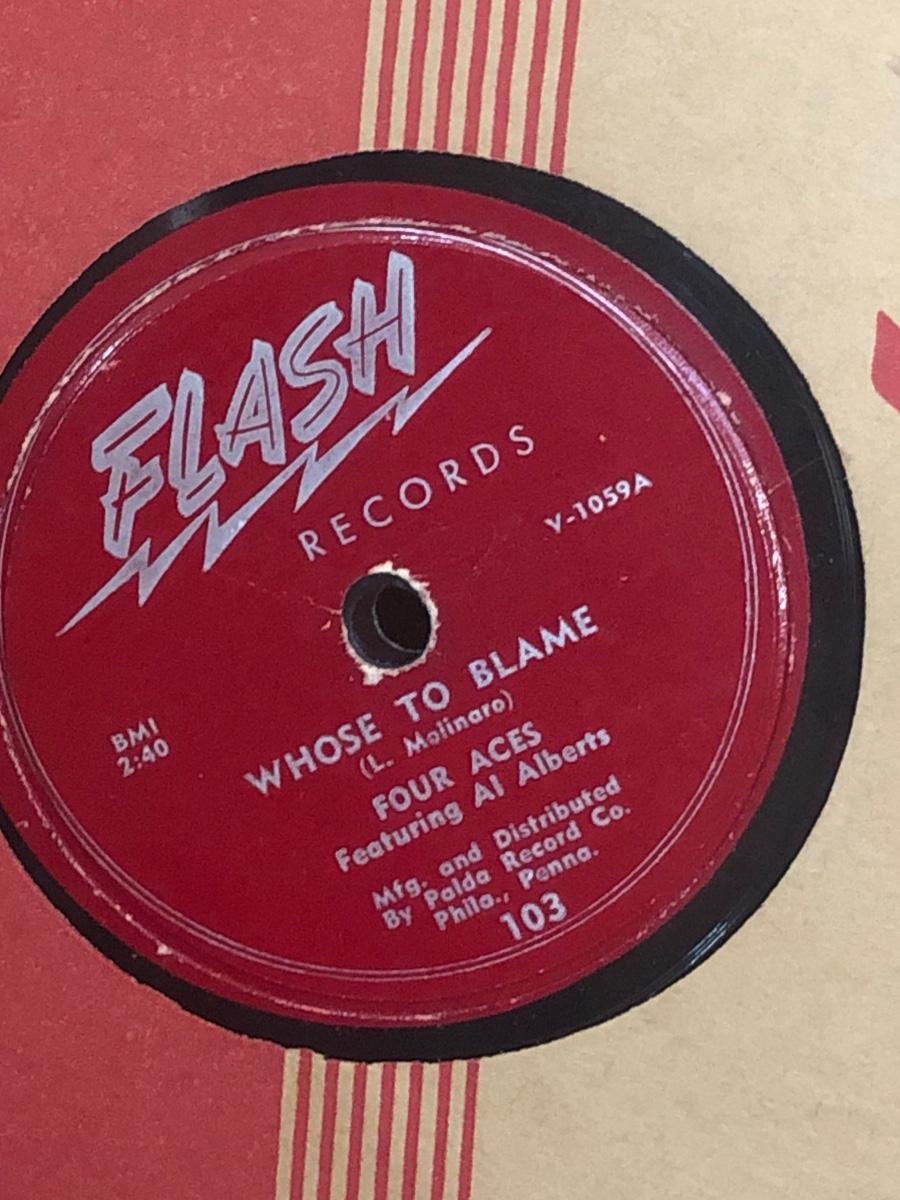 FLASH
RECORDS
V-1059A
WHOSE TO BLAME
(L. Molinaro)
BMI
2:40
FOUR ACES
Featuring Al Alberts
Mfg. and Distributed
By Palda Record Co.
Phila., Penna.
103